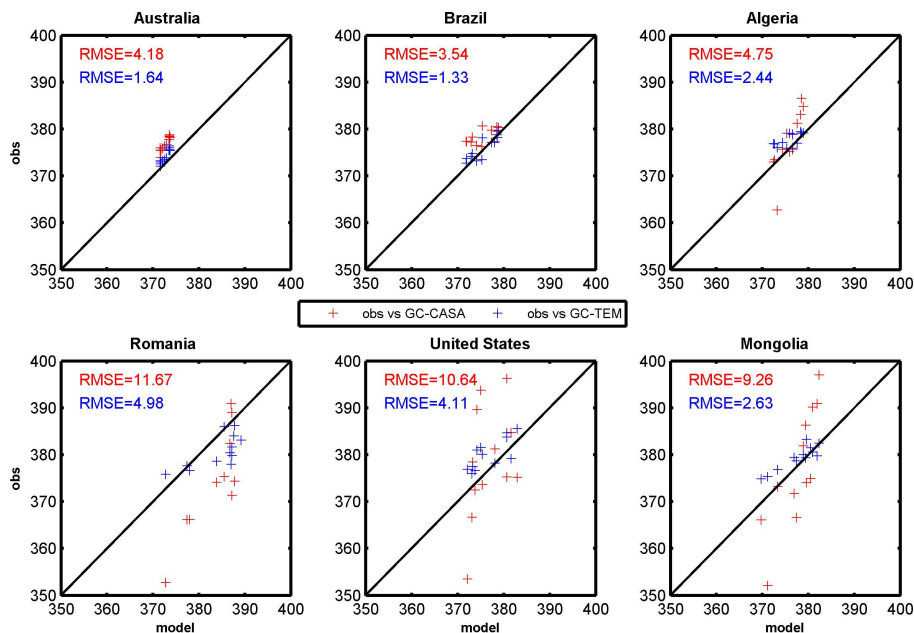 Australia
Brazil
Algeria
400
390
380
370
360
350
obs
RMSE=4.18
RMSE=1.64
350 360 370 380 390 400
400
390
380
370
360
350
RMSE=3.54
RMSE=1.33
350 360 370 380 390 400
400
390
380
370
360
350
RMSE=4.75
RMSE=2.44
350 360 370 380 390 400
obs vs GC-CASA obs vs GC-TEM
Romania
United States
Mongolia
400
390
380
370
360
350
obs
RMSE=11.67
RMSE=4.98
350 360 370 380 390 400
model
400
390
380
370
360
350
RMSE=10.64
RMSE=4.11
350 360 370 380 390 400
model
400
390
380
370
360
350
RMSE=9.26
RMSE=2.63
350 360 370 380 390 400
model